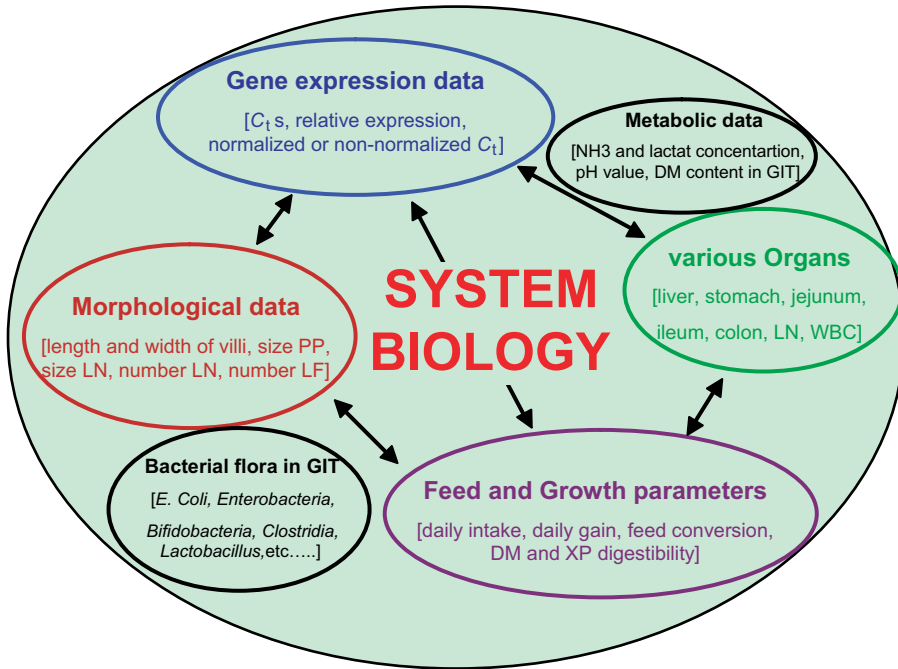 Gene expression data
[Ct s, relative expression,
normalized or non-normalized Ct]
Metabolic data
[NH3 and lactat concentartion,
pH value, DM content in GIT]
various Organs
[liver, stomach, jejunum,
ileum, colon, LN, WBC]
SYSTEM
BIOLOGY
Morphological data
[length and width of villi, size PP,
size LN, number LN, number LF]
Bacterial flora in GIT
[E. Coli, Enterobacteria,
Bifidobacteria, Clostridia,
Lactobacillus,etc.....]
Feed and Growth parameters
[daily intake, daily gain, feed conversion,
DM and XP digestibility]